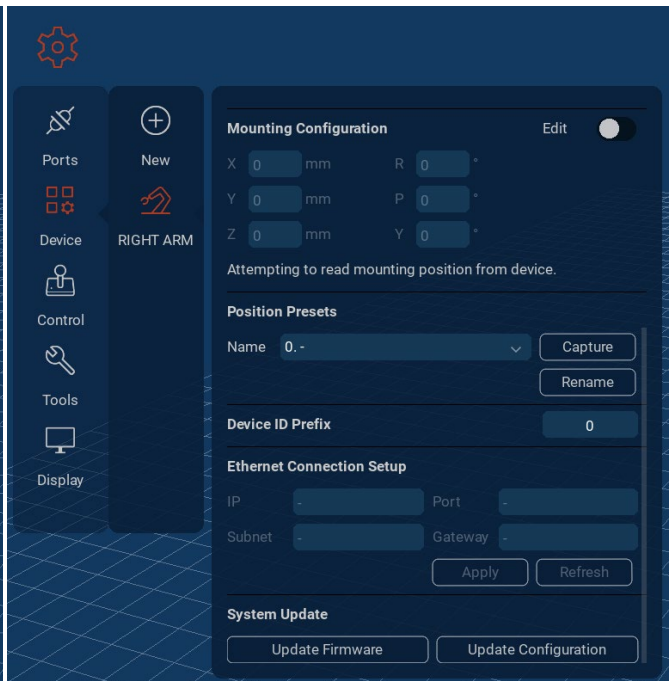 Ports
Device
Control
Tools
Display
New
RIGHT ARM
Mounting Configuration Edit
X 0 mm R 0 °
Y 0 mm P 0 °
Z 0 mm Y 0 °
Attempting to read mounting position from device.
Position Presets
Name 0. - Capture
Rename
Device ID Prefix 0
Ethernet Connection Setup
IP - Port -
Subnet - Gateway -
Apply Refresh
System Update
Update Firmware Update Configuration